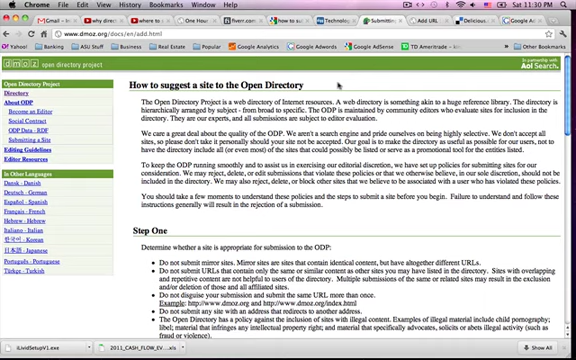 Chrome File Edit View History Bookmarks Window Help
Sat 11:30 PM
Gmail - In
why direct
where to s
One Hour
fiverr.com
how to su
Technolog
Submitting
Add URL
Delicious.
Google Ad
www.dmoz.org/docs/en/add.html
Yahoo! Banking ASU Stuff Business Real Estate Popular Google Analytics Google Adwords Google AdSense TD Ameritrade Other Bookmarks
dmoz open directory project
In partnership with
Aol Search.
Open Directory Project
Directory
About ODP
Become an Editor
Social Contract
ODP Data - RDF
Submitting a Site
Editing Guidelines
Editor Resources
In Other Languages
Dansk - Danish
Deutsch - German
Español - Spanish
Français - French
Hebrew - Hebrew
Italiano - Italian
한국어 - Korean
日本語 - Japanese
Português - Portuguese
Türkçe - Turkish
How to suggest a site to the Open Directory
The Open Directory Project is a web directory of Internet resources. A web directory is something akin to a huge reference library. The directory is
hierarchically arranged by subject - from broad to specific. The ODP is maintained by community editors who evaluate sites for inclusion in
the directory. They are our experts, and all submissions are subject to editor evaluation.
We care a great deal about the quality of the ODP. We aren't a search engine and pride ourselves on being highly selective. We don't accept all
sites, so please don't take it personally should your site not be accepted. Our goal is to make the directory as useful as possible for our users, not
to have the directory include all (or even most) of the sites that could possibly be listed or serve as a promotional tool for the entities listed.
To keep the ODP running smoothly and to assist us in exercising our editorial discretion, we have set up policies for submitting sites for our
consideration. We may reject, delete, or edit submissions that violate these policies or that we otherwise believe, in our sole discretion, should not be
included in the directory. We may also reject, delete, or block other sites that we believe to be associated with a user who has violated these policies.
You should take a few moments to understand these policies and the steps to submit a site before you begin. Failure to understand and follow these
instructions generally will result in the rejection of a submission.
Step One
Determine whether a site is appropriate for submission to the ODP:
Do not submit mirror sites. Mirror sites are sites that contain identical content, but have altogether different URLs.
Do not submit URLs that contain only the same or similar content as other sites you may have listed in the directory. Sites with overlapping
and repetitive content are not helpful to users of the directory. Multiple submissions of the same or related sites may result in the exclusion
and/or deletion of those and all affiliated sites.
Do not disguise your submission and submit the same URL more than once.
Example: http://www.dmoz.org and http://www.dmoz.org/index.html
Do not submit any site with an address that redirects to another address.
The Open Directory has a policy against the inclusion of sites with illegal content. Examples of illegal material include child pornography;
libel; material that infringes any intellectual property right; and material that specifically advocates, solicits or abets illegal activity (such as
fraud or violence).
iLividSetupV1.exe
2011_CASH_FLOW_EV....xls
Show All